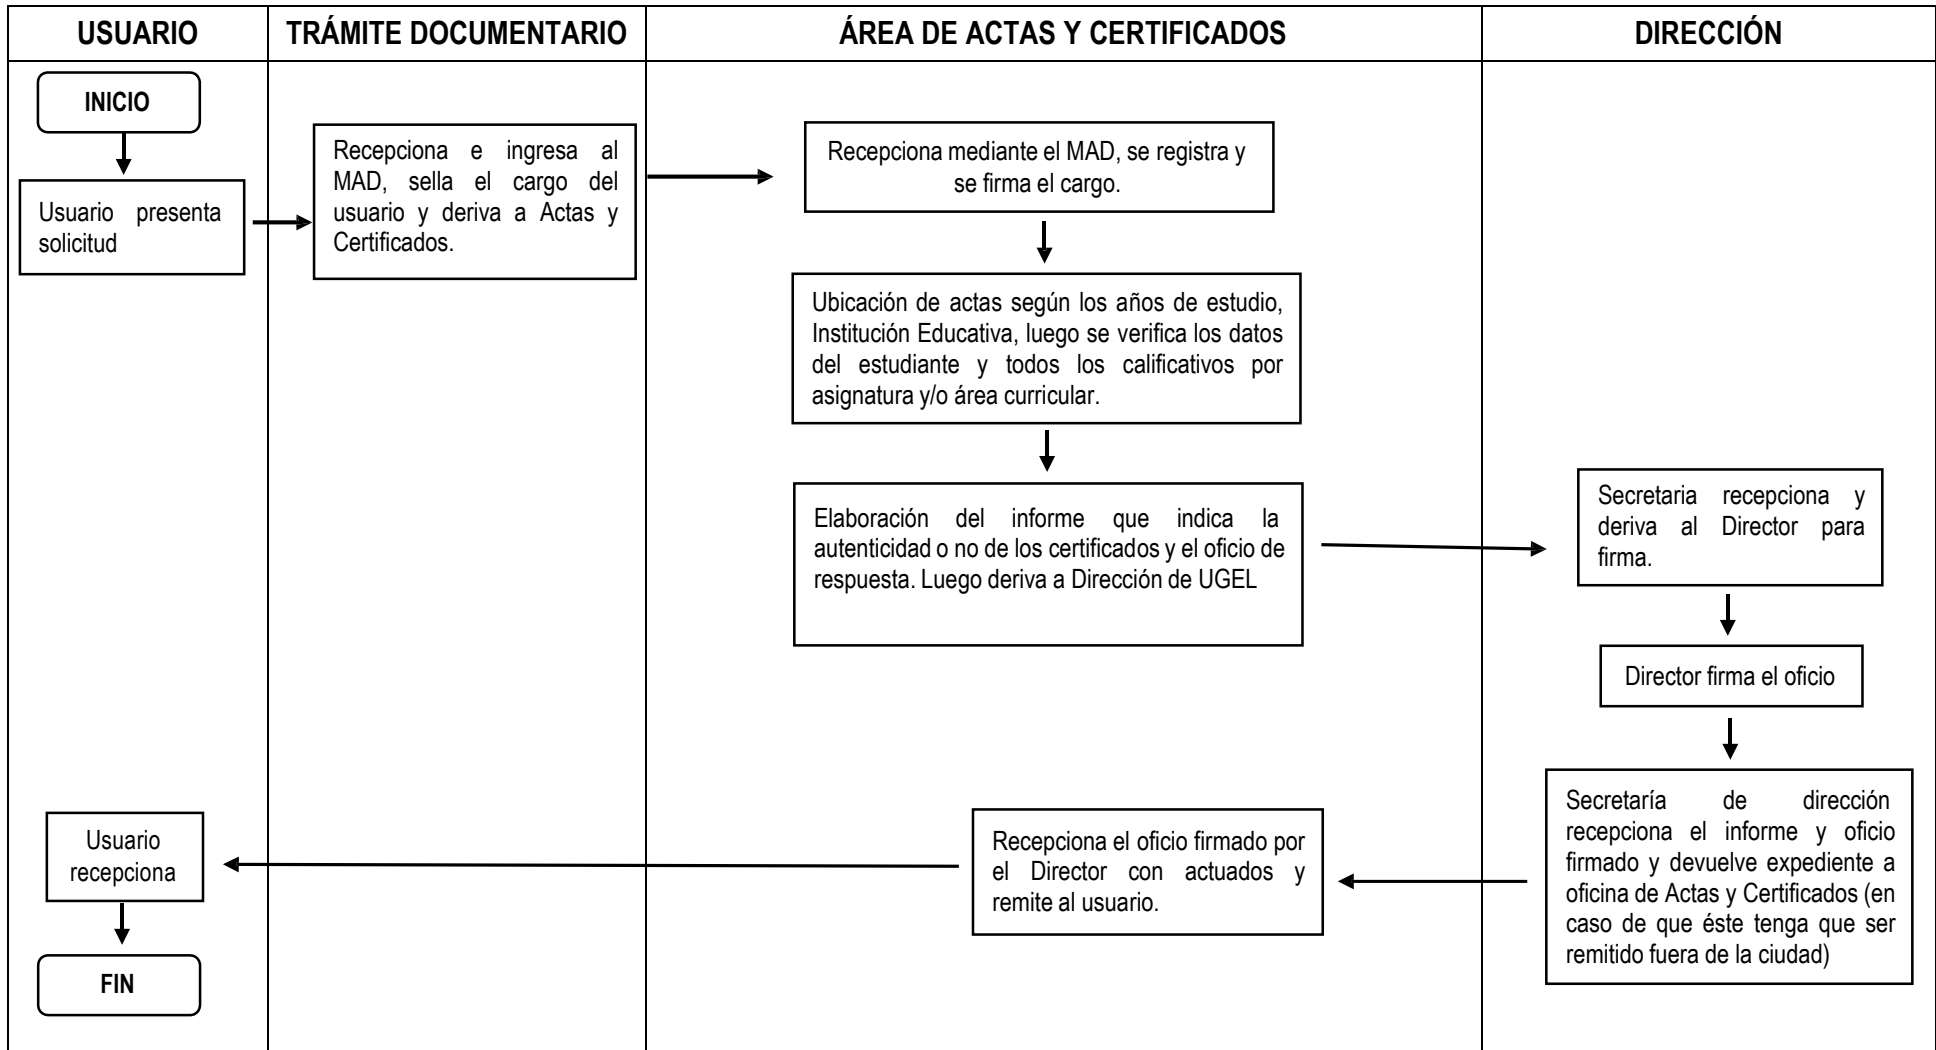 USUARIO
TRÁMITE DOCUMENTARIO
ÁREA DE ACTAS Y CERTIFICADOS
DIRECCIÓN
INICIO
Usuario presenta
solicitud
Recepciona e ingresa al
MAD, sella el cargo del
usuario y deriva a Actas y
Certificados.
Recepciona mediante el MAD, se registra y
se firma el cargo.
Ubicación de actas según los años de estudio,
Institución Educativa, luego se verifica los datos
del estudiante y todos los calificativos por
asignatura y/o área curricular.
Elaboración del informe que indica la
autenticidad o no de los certificados y el oficio de
respuesta. Luego deriva a Dirección de UGEL
Secretaria recepciona y
deriva al Director para
firma.
Director firma el oficio
Secretaría de dirección
recepciona el informe y oficio
firmado y devuelve expediente a
oficina de Actas y Certificados (en
caso de que éste tenga que ser
remitido fuera de la ciudad)
Recepciona el oficio firmado por
el Director con actuados y
remite al usuario.
Usuario
recepciona
FIN